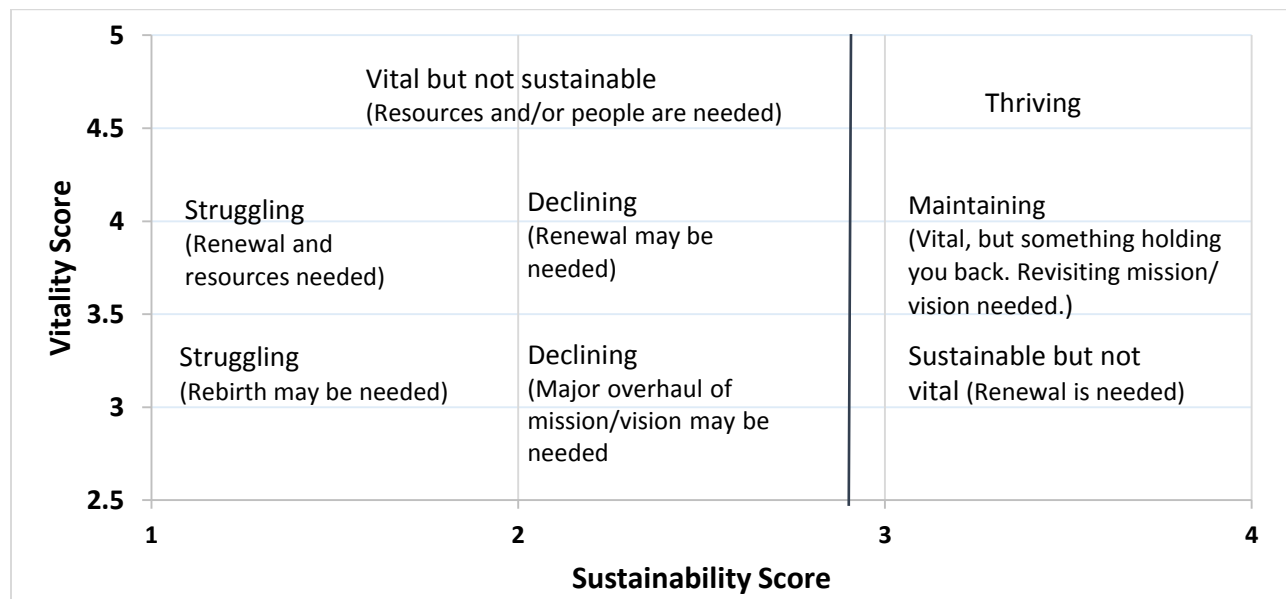 5
Vital but not sustainable
(Resources and/or people are needed)
Thriving
4.5
Struggling
(Renewal and
resources needed)
Declining
(Renewal may be
needed)
Maintaining
(Vital, but something holding
you back. Revisiting mission/
vision needed.)
4
Vitality Score
3.5
Struggling
(Rebirth may be needed)
Declining
(Major overhaul of
mission/vision may be
needed
Sustainable but not
vital (Renewal is needed)
3
2.5
1
2
3
4
Sustainability Score